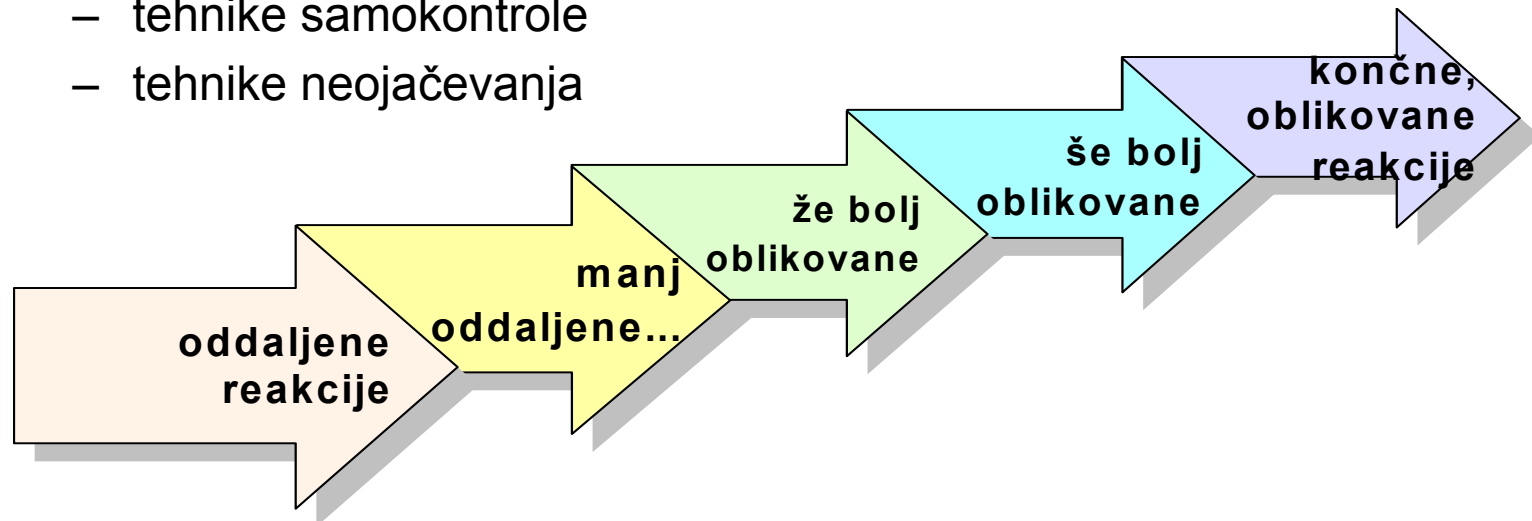 – tehnike samokontrole
– tehnike neojačevanja
končne,
oblikovane
reakcije
še bolj
oblikovane
že bolj
oblikovane
manj
oddaljene...
oddaljene
reakcije